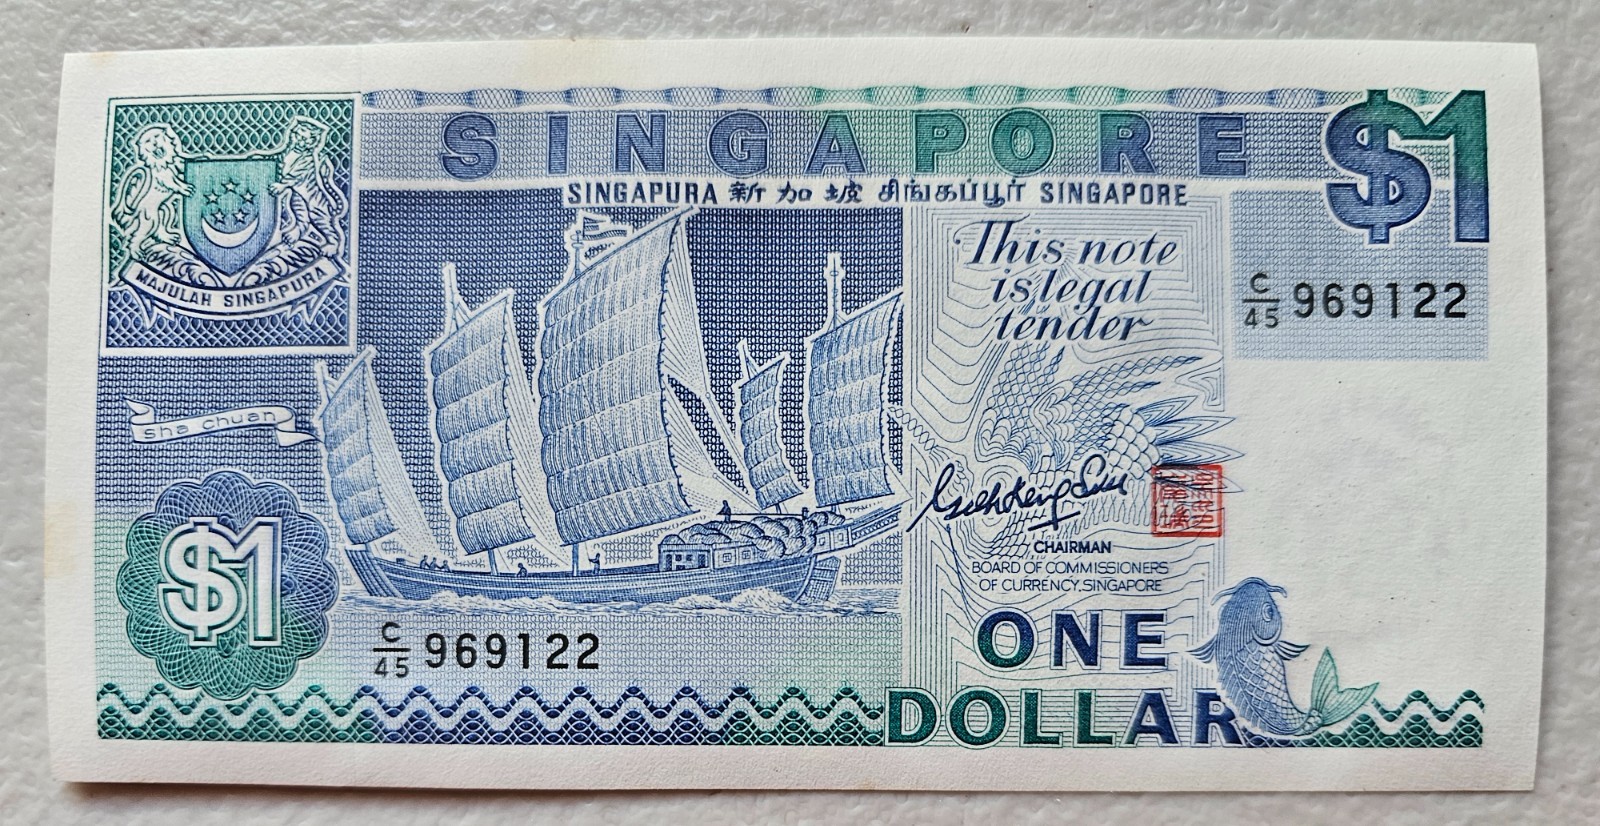 SINGAPORE
$1
SINGAPURA 新加坡 சிங்கப்பூர் SINGAPORE
MAJULAH SINGAPURA
This note
is legal
tender
C/45 969122
sha chuan
$1
CHAIRMAN
BOARD OF COMMISSIONERS
OF CURRENCY, SINGAPORE
C/45 969122
ONE
DOLLAR